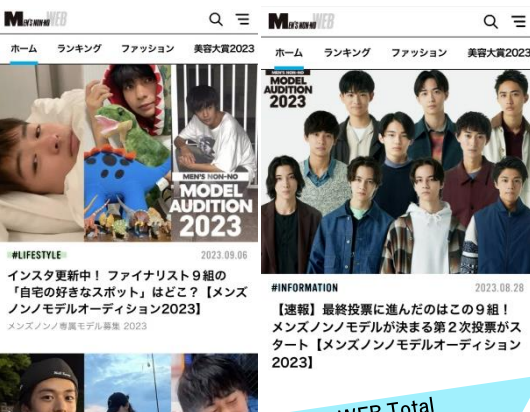 MEN'S NON-NO WEB
ホーム ランキング ファッション 美容大賞2023
MEN'S NON-NO
MODEL
AUDITION
2023
#LIFESTYLE
2023.09.06
インスタ更新中！ ファイナリスト９組の
「自宅の好きなスポット」はどこ？【メンズ
ノンノモデルオーディション2023】
メンズノンノ専属モデル募集 2023
MEN'S NON-NO WEB
ホーム ランキング ファッション 美容大賞2023
MEN'S NON-NO
MODEL
AUDITION
2023
#INFORMATION
2023.08.28
【速報】最終投票に進んだのはこの９組！
メンズノンノモデルが決まる第２次投票がス
タート【メンズノンノモデルオーディション
2023】
WEB Total